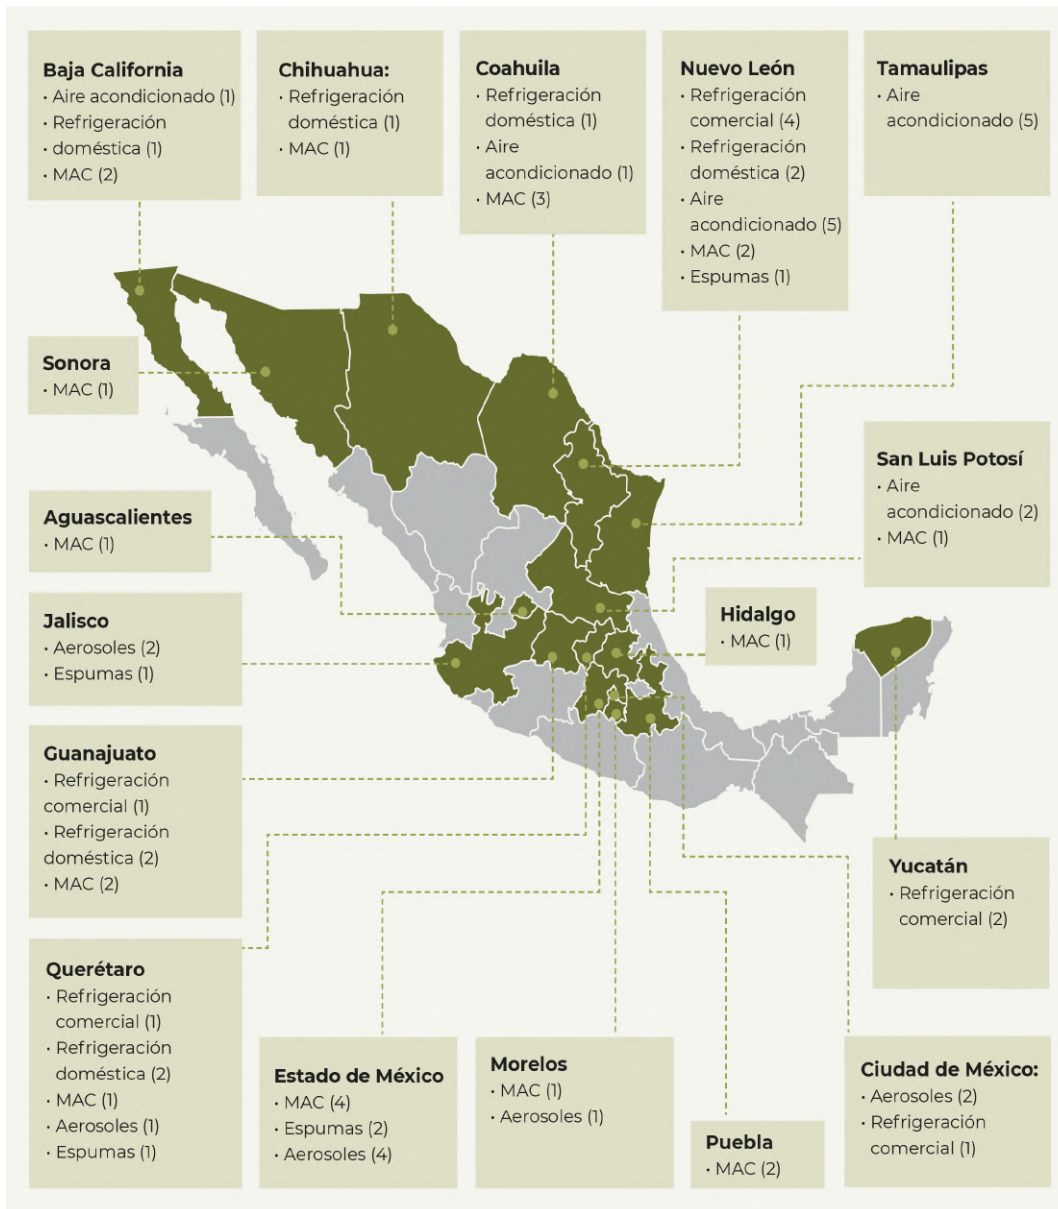 Baja California
· Aire acondicionado (1)
· Refrigeración
· doméstica (1)
· MAC (2)
Chihuahua:
· Refrigeración
doméstica (1)
· MAC (1)
Coahuila
· Refrigeración
doméstica (1)
· Aire
acondicionado (1)
· MAC (3)
Nuevo León
· Refrigeración
comercial (4)
· Refrigeración
doméstica (2)
· Aire
acondicionado (5)
· MAC (2)
· Espumas (1)
Tamaulipas
· Aire
acondicionado (5)
Sonora
· MAC (1)
San Luis Potosí
· Aire
acondicionado (2)
· MAC (1)
Aguascalientes
· MAC (1)
Hidalgo
· MAC (1)
Jalisco
· Aerosoles (2)
· Espumas (1)
Guanajuato
· Refrigeración
comercial (1)
· Refrigeración
doméstica (2)
· MAC (2)
Yucatán
· Refrigeración
comercial (2)
Querétaro
· Refrigeración
comercial (1)
· Refrigeración
doméstica (2)
· MAC (1)
· Aerosoles (1)
· Espumas (1)
Estado de México
· MAC (4)
· Espumas (2)
· Aerosoles (4)
Morelos
· MAC (1)
· Aerosoles (1)
Puebla
· MAC (2)
Ciudad de México:
· Aerosoles (2)
· Refrigeración
comercial (1)